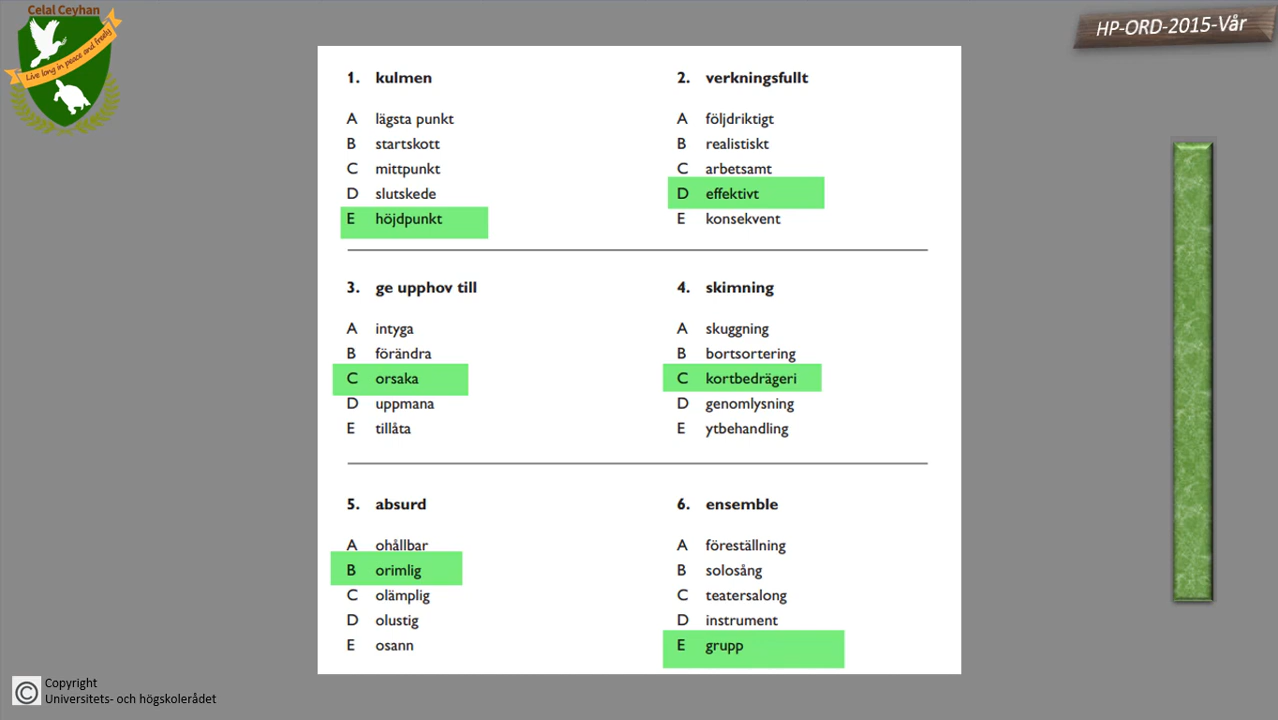 Celal Ceyhan
Live long in peace and freely
HP-ORD-2015-Vår
1. kulmen
A lägsta punkt
B startskott
C mittpunkt
D slutskede
E höjdpunkt
2. verkningsfullt
A följdriktigt
B realistiskt
C arbetsamt
D effektivt
E konsekvent
3. ge upphov till
A intyga
B förändra
C orsaka
D uppmana
E tillåta
4. skimning
A skuggning
B bortsortering
C kortbedrägeri
D genomlysning
E ytbehandling
5. absurd
A ohållbar
B orimlig
C olämplig
D olustig
E osann
6. ensemble
A föreställning
B solosång
C teatersalong
D instrument
E grupp
© Copyright
Universitets- och högskolerådet